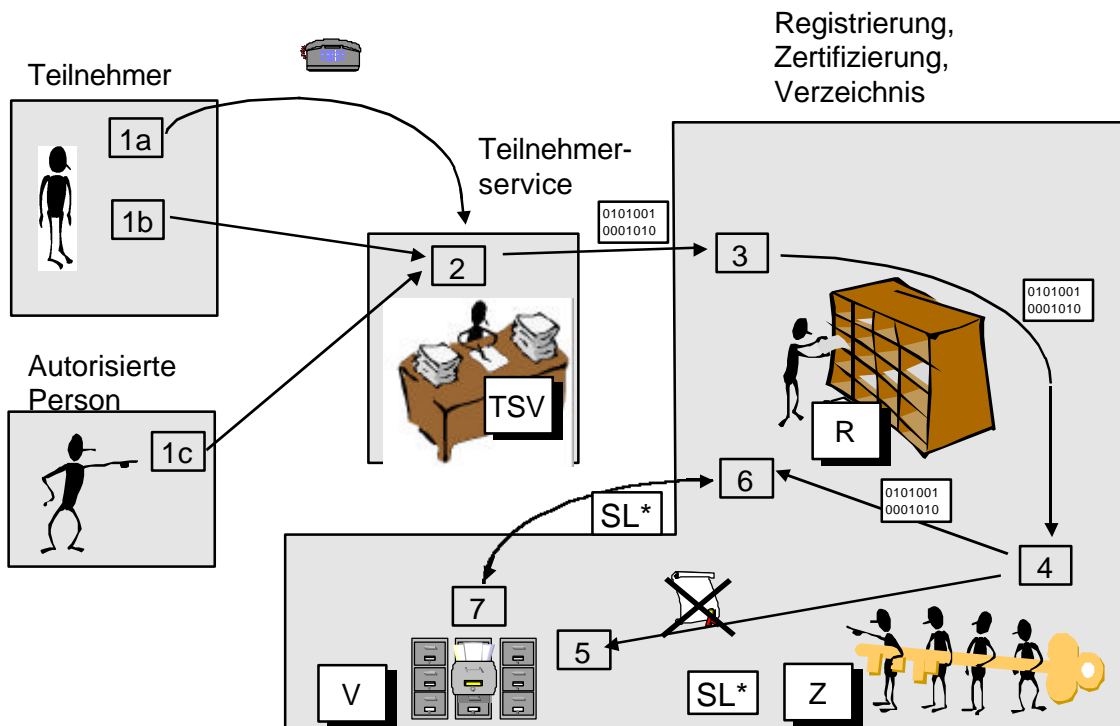 Registrierung,
Zertifizierung,
Verzeichnis
Teilnehmer
1a
Teilnehmer-
service
1b
0101001
0001010
2
3
0101001
0001010
Autorisierte
Person
TSV
1c
R
6
0101001
0001010
SL*
4
7
5
V
SL*
Z